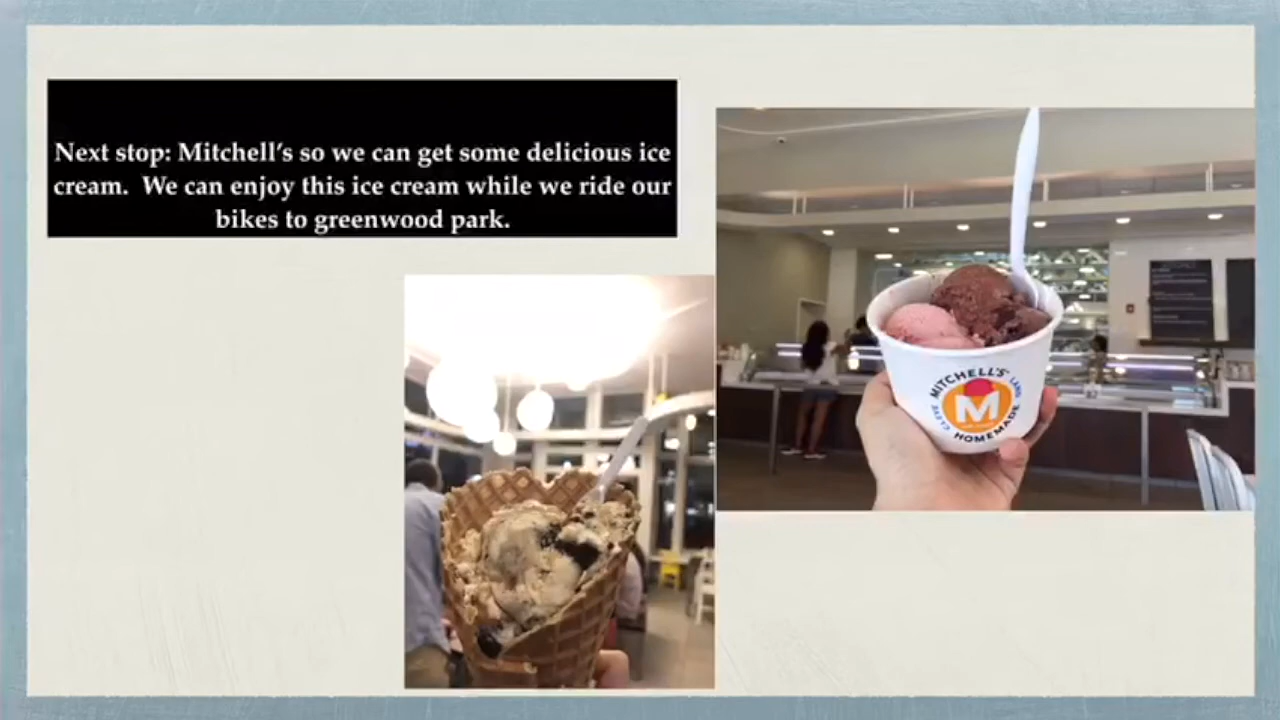 Next stop: Mitchell's so we can get some delicious ice
cream.  We can enjoy this ice cream while we ride our
bikes to greenwood park.
MITCHELL'S
CLEVELAND
M
HOMEMADE